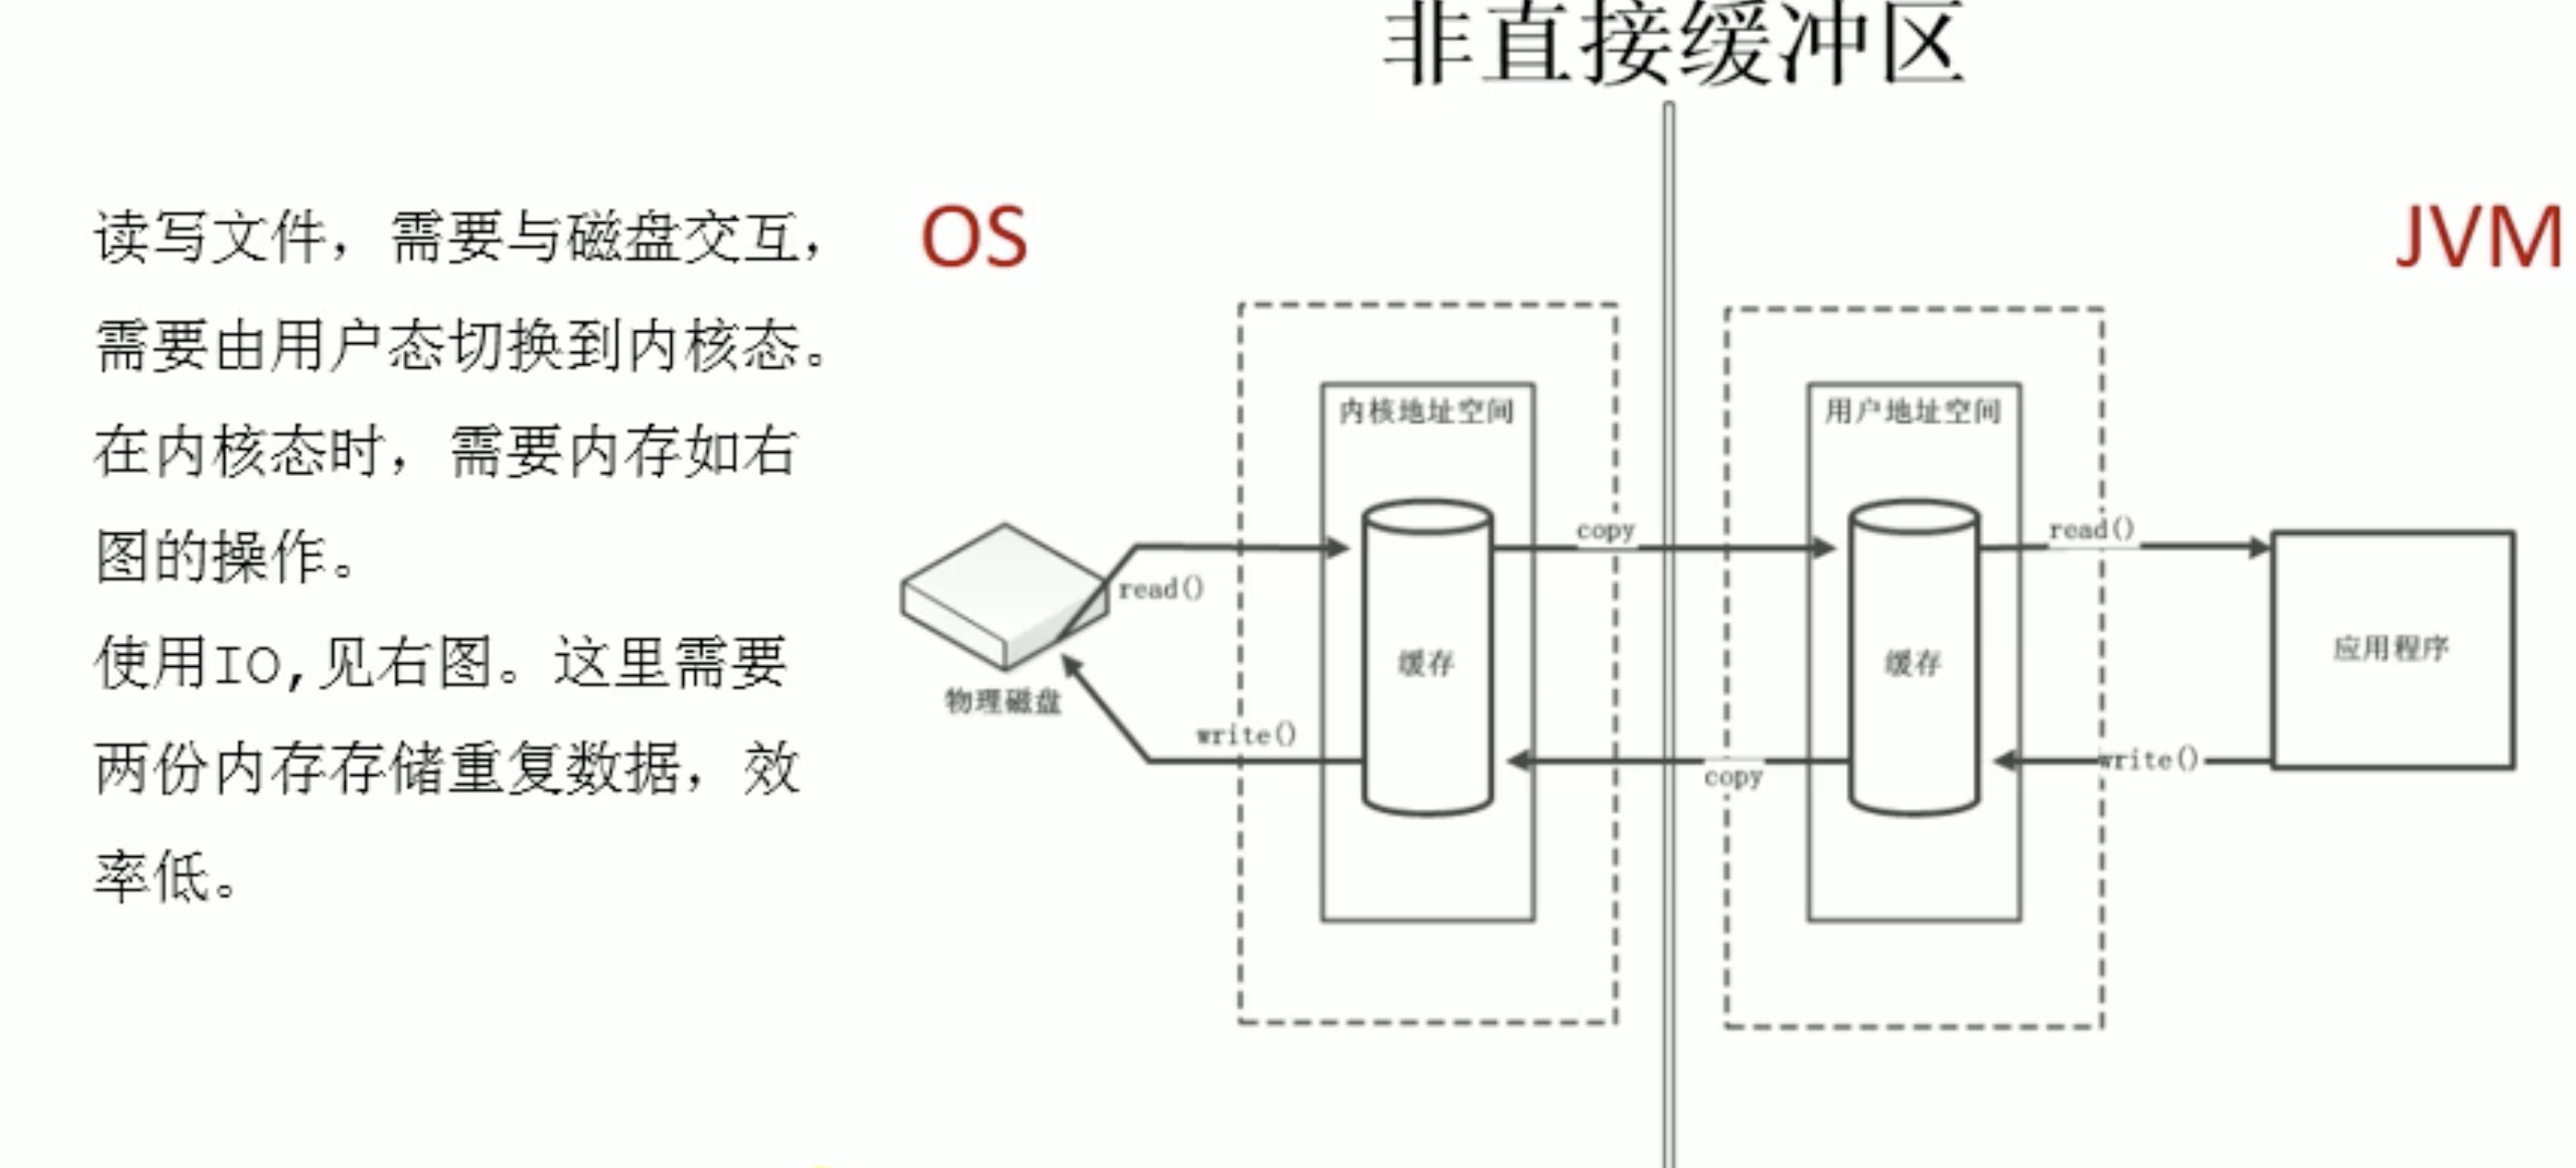 非直接缓冲区
读写文件，需要与磁盘交互，
需要由用户态切换到内核态。
在内核态时，需要内存如右
图的操作。
使用IO,见右图。这里需要
两份内存存储重复数据，效
率低。
OS
JVM
内核地址空间
用户地址空间
copy
read()
read()
物理磁盘
缓存
缓存
应用程序
write()
copy
write()